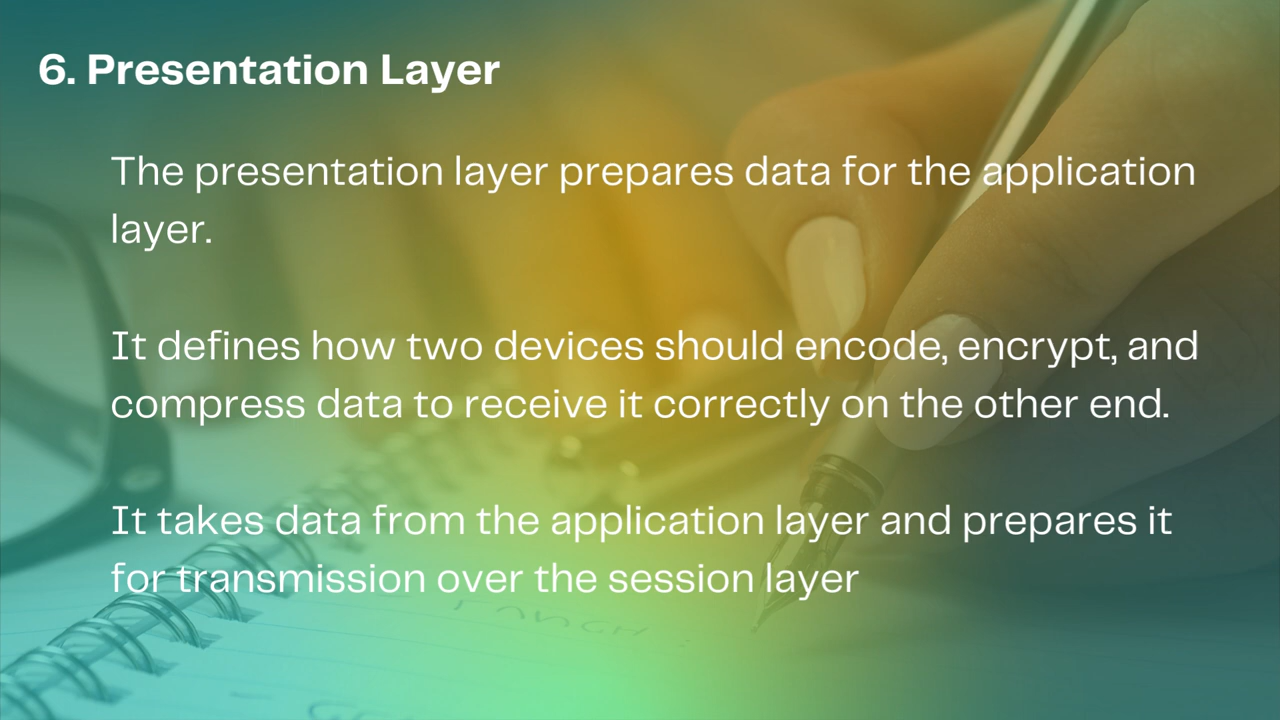 6. Presentation Layer
The presentation layer prepares data for the application
layer.
It defines how two devices should encode, encrypt, and
compress data to receive it correctly on the other end.
It takes data from the application layer and prepares it
for transmission over the session layer